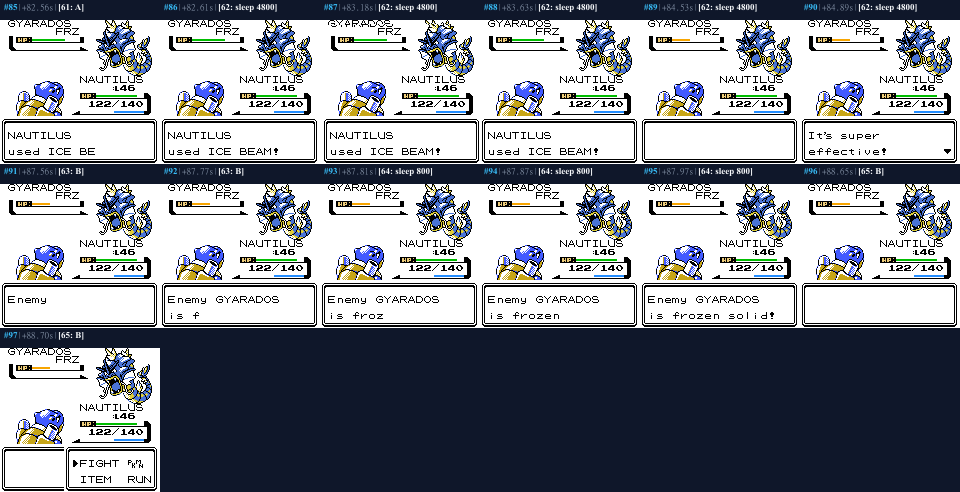 #85| +82.56s| [61: A]
GYARADOS
FRZ
HP:
NAUTILUS
:L46
HP:
122/140
NAUTILUS
used ICE BE
#86| +82.61s| [62: sleep 4800]
GYARADOS
FRZ
HP:
NAUTILUS
:L46
HP:
122/140
NAUTILUS
used ICE BEAM!
#87| +83.18s| [62: sleep 4800]
GYARADOS
FRZ
HP:
NAUTILUS
:L46
HP:
122/140
NAUTILUS
used ICE BEAM!
#88| +83.63s| [62: sleep 4800]
GYARADOS
FRZ
HP:
NAUTILUS
:L46
HP:
122/140
NAUTILUS
used ICE BEAM!
#89| +84.53s| [62: sleep 4800]
GYARADOS
FRZ
HP:
NAUTILUS
:L46
HP:
122/140
#90| +84.89s| [62: sleep 4800]
GYARADOS
FRZ
HP:
NAUTILUS
:L46
HP:
122/140
It's super
effective!
#91| +87.56s| [63: B]
GYARADOS
FRZ
HP:
NAUTILUS
:L46
HP:
122/140
Enemy
#92| +87.77s| [63: B]
GYARADOS
FRZ
HP:
NAUTILUS
:L46
HP:
122/140
Enemy GYARADOS
is f
#93| +87.81s| [64: sleep 800]
GYARADOS
FRZ
HP:
NAUTILUS
:L46
HP:
122/140
Enemy GYARADOS
is froz
#94| +87.87s| [64: sleep 800]
GYARADOS
FRZ
HP:
NAUTILUS
:L46
HP:
122/140
Enemy GYARADOS
is frozen
#95| +87.97s| [64: sleep 800]
GYARADOS
FRZ
HP:
NAUTILUS
:L46
HP:
122/140
Enemy GYARADOS
is frozen solid!
#96| +88.65s| [65: B]
GYARADOS
FRZ
HP:
NAUTILUS
:L46
HP:
122/140
#97| +88.70s| [65: B]
GYARADOS
FRZ
HP:
NAUTILUS
:L46
HP:
122/140
FIGHT PKMN
ITEM RUN